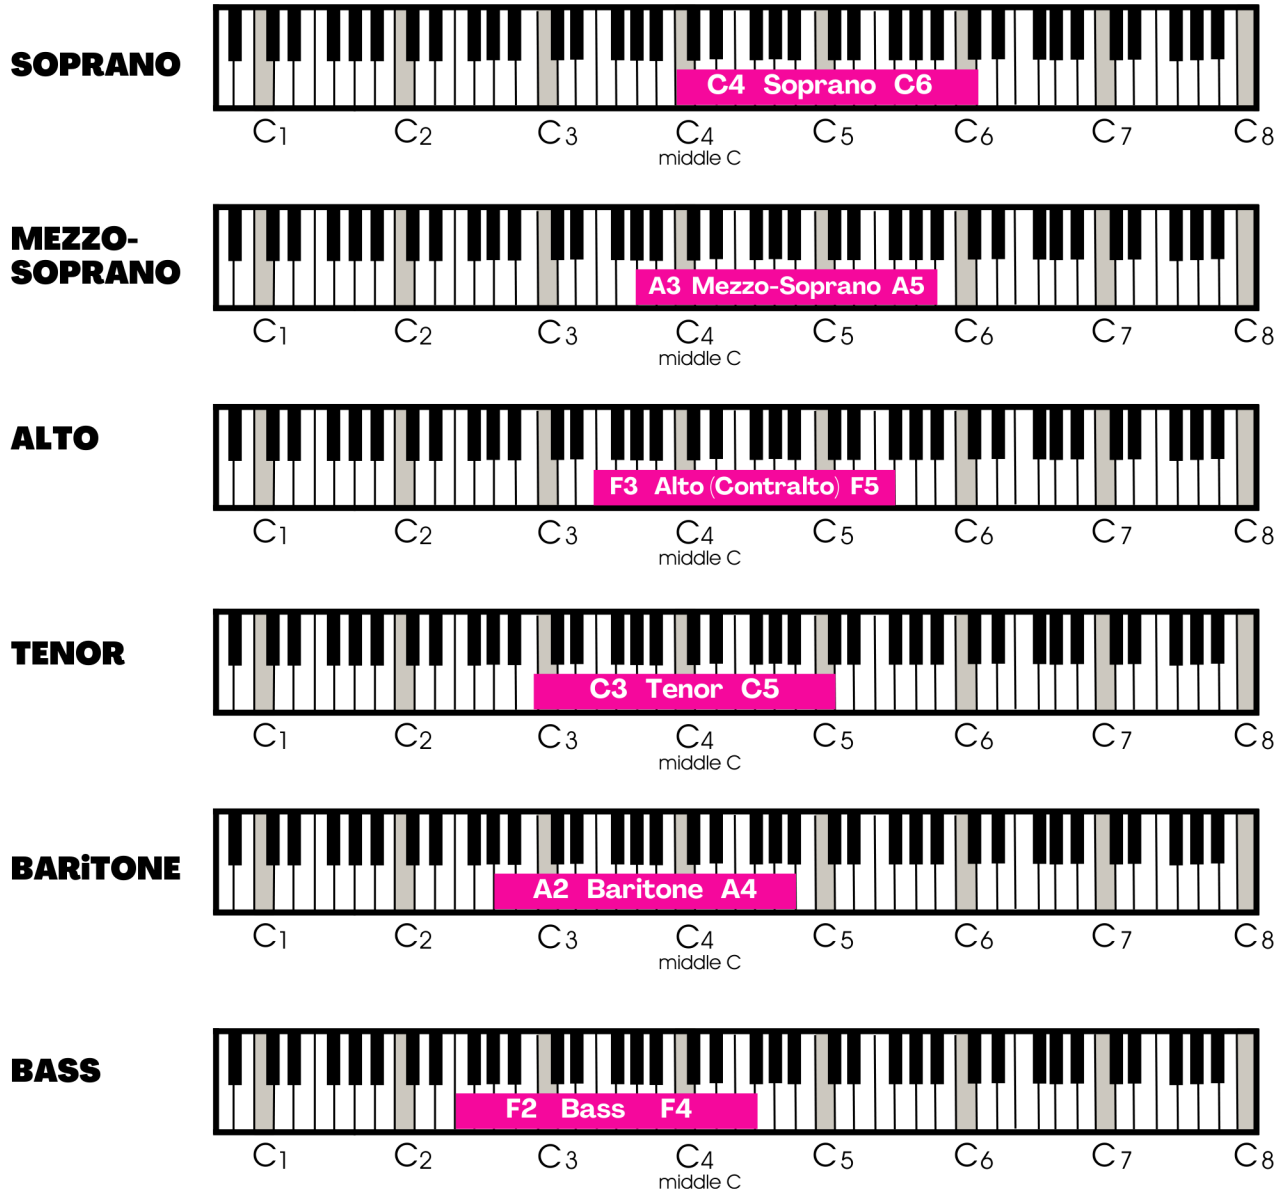 SOPRANO
C4 Soprano C6
C1 C2 C3 C4 C5 C6 C7 C8
middle C
MEZZO-
SOPRANO
A3 Mezzo-Soprano A5
C1 C2 C3 C4 C5 C6 C7 C8
middle C
ALTO
F3 Alto (Contralto) F5
C1 C2 C3 C4 C5 C6 C7 C8
middle C
TENOR
C3 Tenor C5
C1 C2 C3 C4 C5 C6 C7 C8
middle C
BARiTONE
A2 Baritone A4
C1 C2 C3 C4 C5 C6 C7 C8
middle C
BASS
F2 Bass F4
C1 C2 C3 C4 C5 C6 C7 C8
middle C